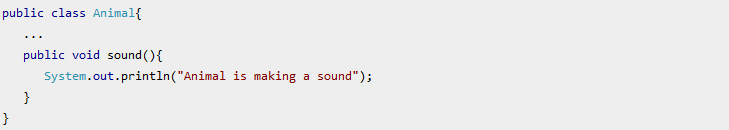 public class Animal{
   ...
   public void sound(){
      System.out.println("Animal is making a sound");
   }
}